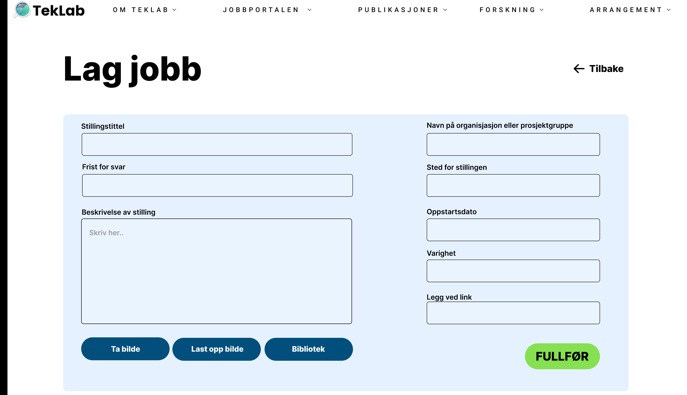 TekLab
OM TEKLAB
JOBBPORTALEN
PUBLIKASJONER
FORSKNING
ARRANGEMENT
Lag jobb
← Tilbake
Stillingstittel
Frist for svar
Beskrivelse av stilling
Skriv her..
Ta bilde
Last opp bilde
Bibliotek
Navn på organisjasjon eller prosjektgruppe
Sted for stillingen
Oppstartsdato
Varighet
Legg ved link
FULLFØR